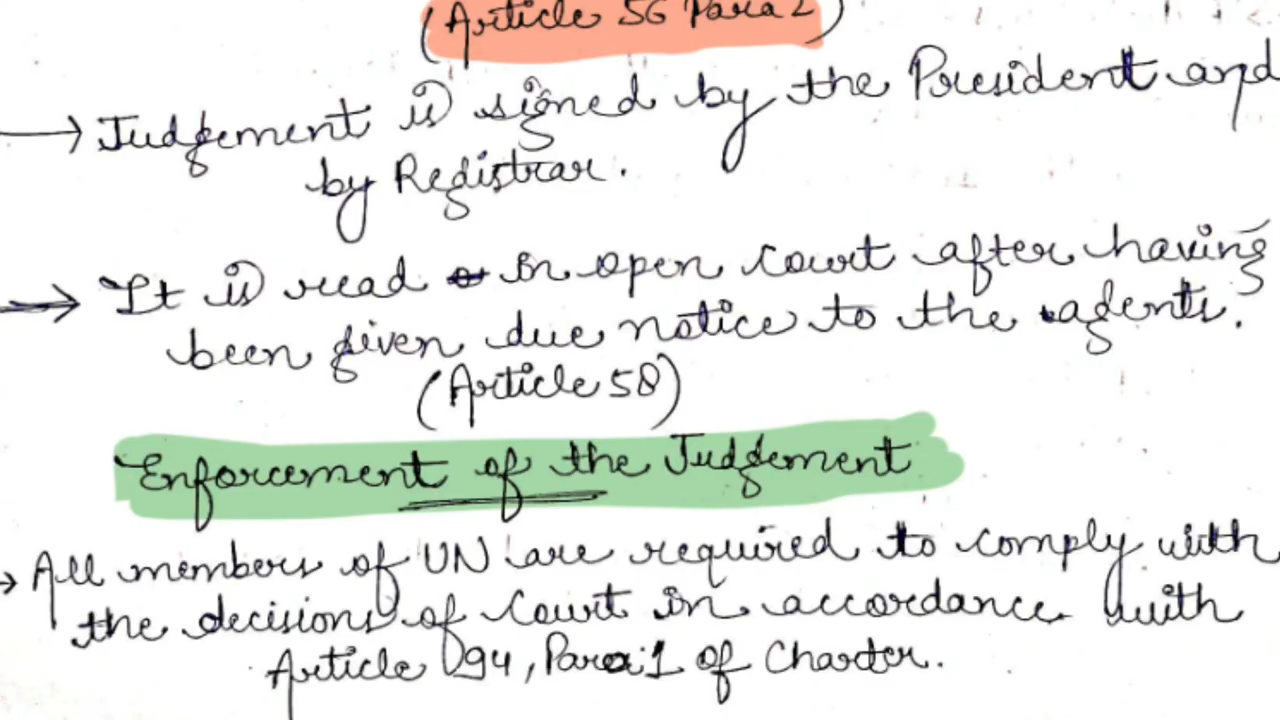 (Article 56 Para 2)
→ Judgement is signed by the President and
by Registrar.
→ It is read in open court after having
been given due notice to the agents.
(Article 58)
Enforcement of the Judgement
→ All members of UN are required to comply with
the decisions of Court in accordance with
Article 94, Para 1 of Charter.